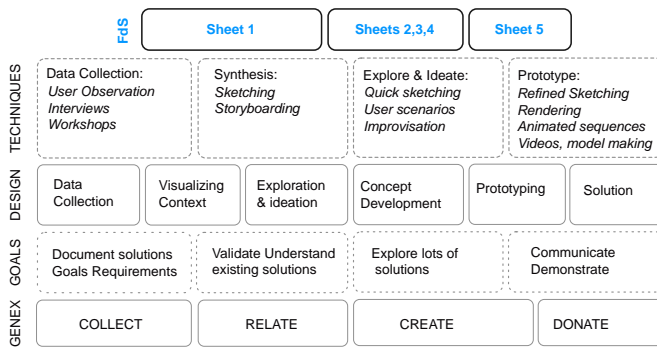 FdS
Sheet 1
Sheets 2,3,4
Sheet 5
TECHNIQUES
Data Collection:
User Observation
Interviews
Workshops
Synthesis:
Sketching
Storyboarding
Explore & Ideate:
Quick sketching
User scenarios
Improvisation
Prototype:
Refined Sketching
Rendering
Animated sequences
Videos, model making
DESIGN
Data
Collection
Visualizing
Context
Exploration
& ideation
Concept
Development
Prototyping
Solution
GOALS
Document solutions
Goals Requirements
Validate Understand
existing solutions
Explore lots of
solutions
Communicate
Demonstrate
GENEX
COLLECT
RELATE
CREATE
DONATE